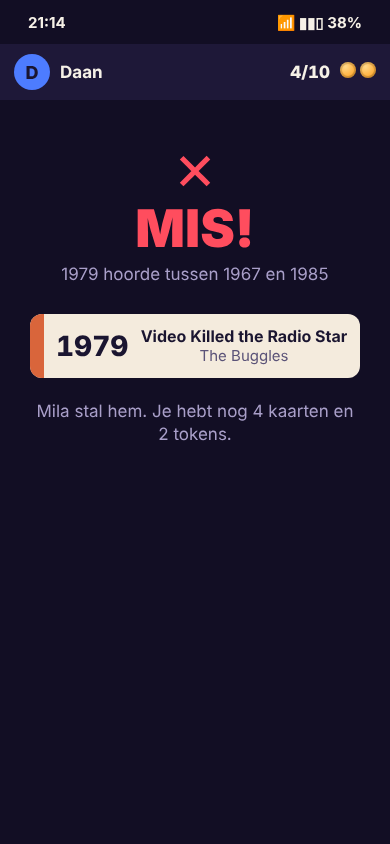 21:14
38%
D Daan 4/10
MIS!
1979 hoorde tussen 1967 en 1985
1979 Video Killed the Radio Star
The Buggles
Mila stal hem. Je hebt nog 4 kaarten en
2 tokens.